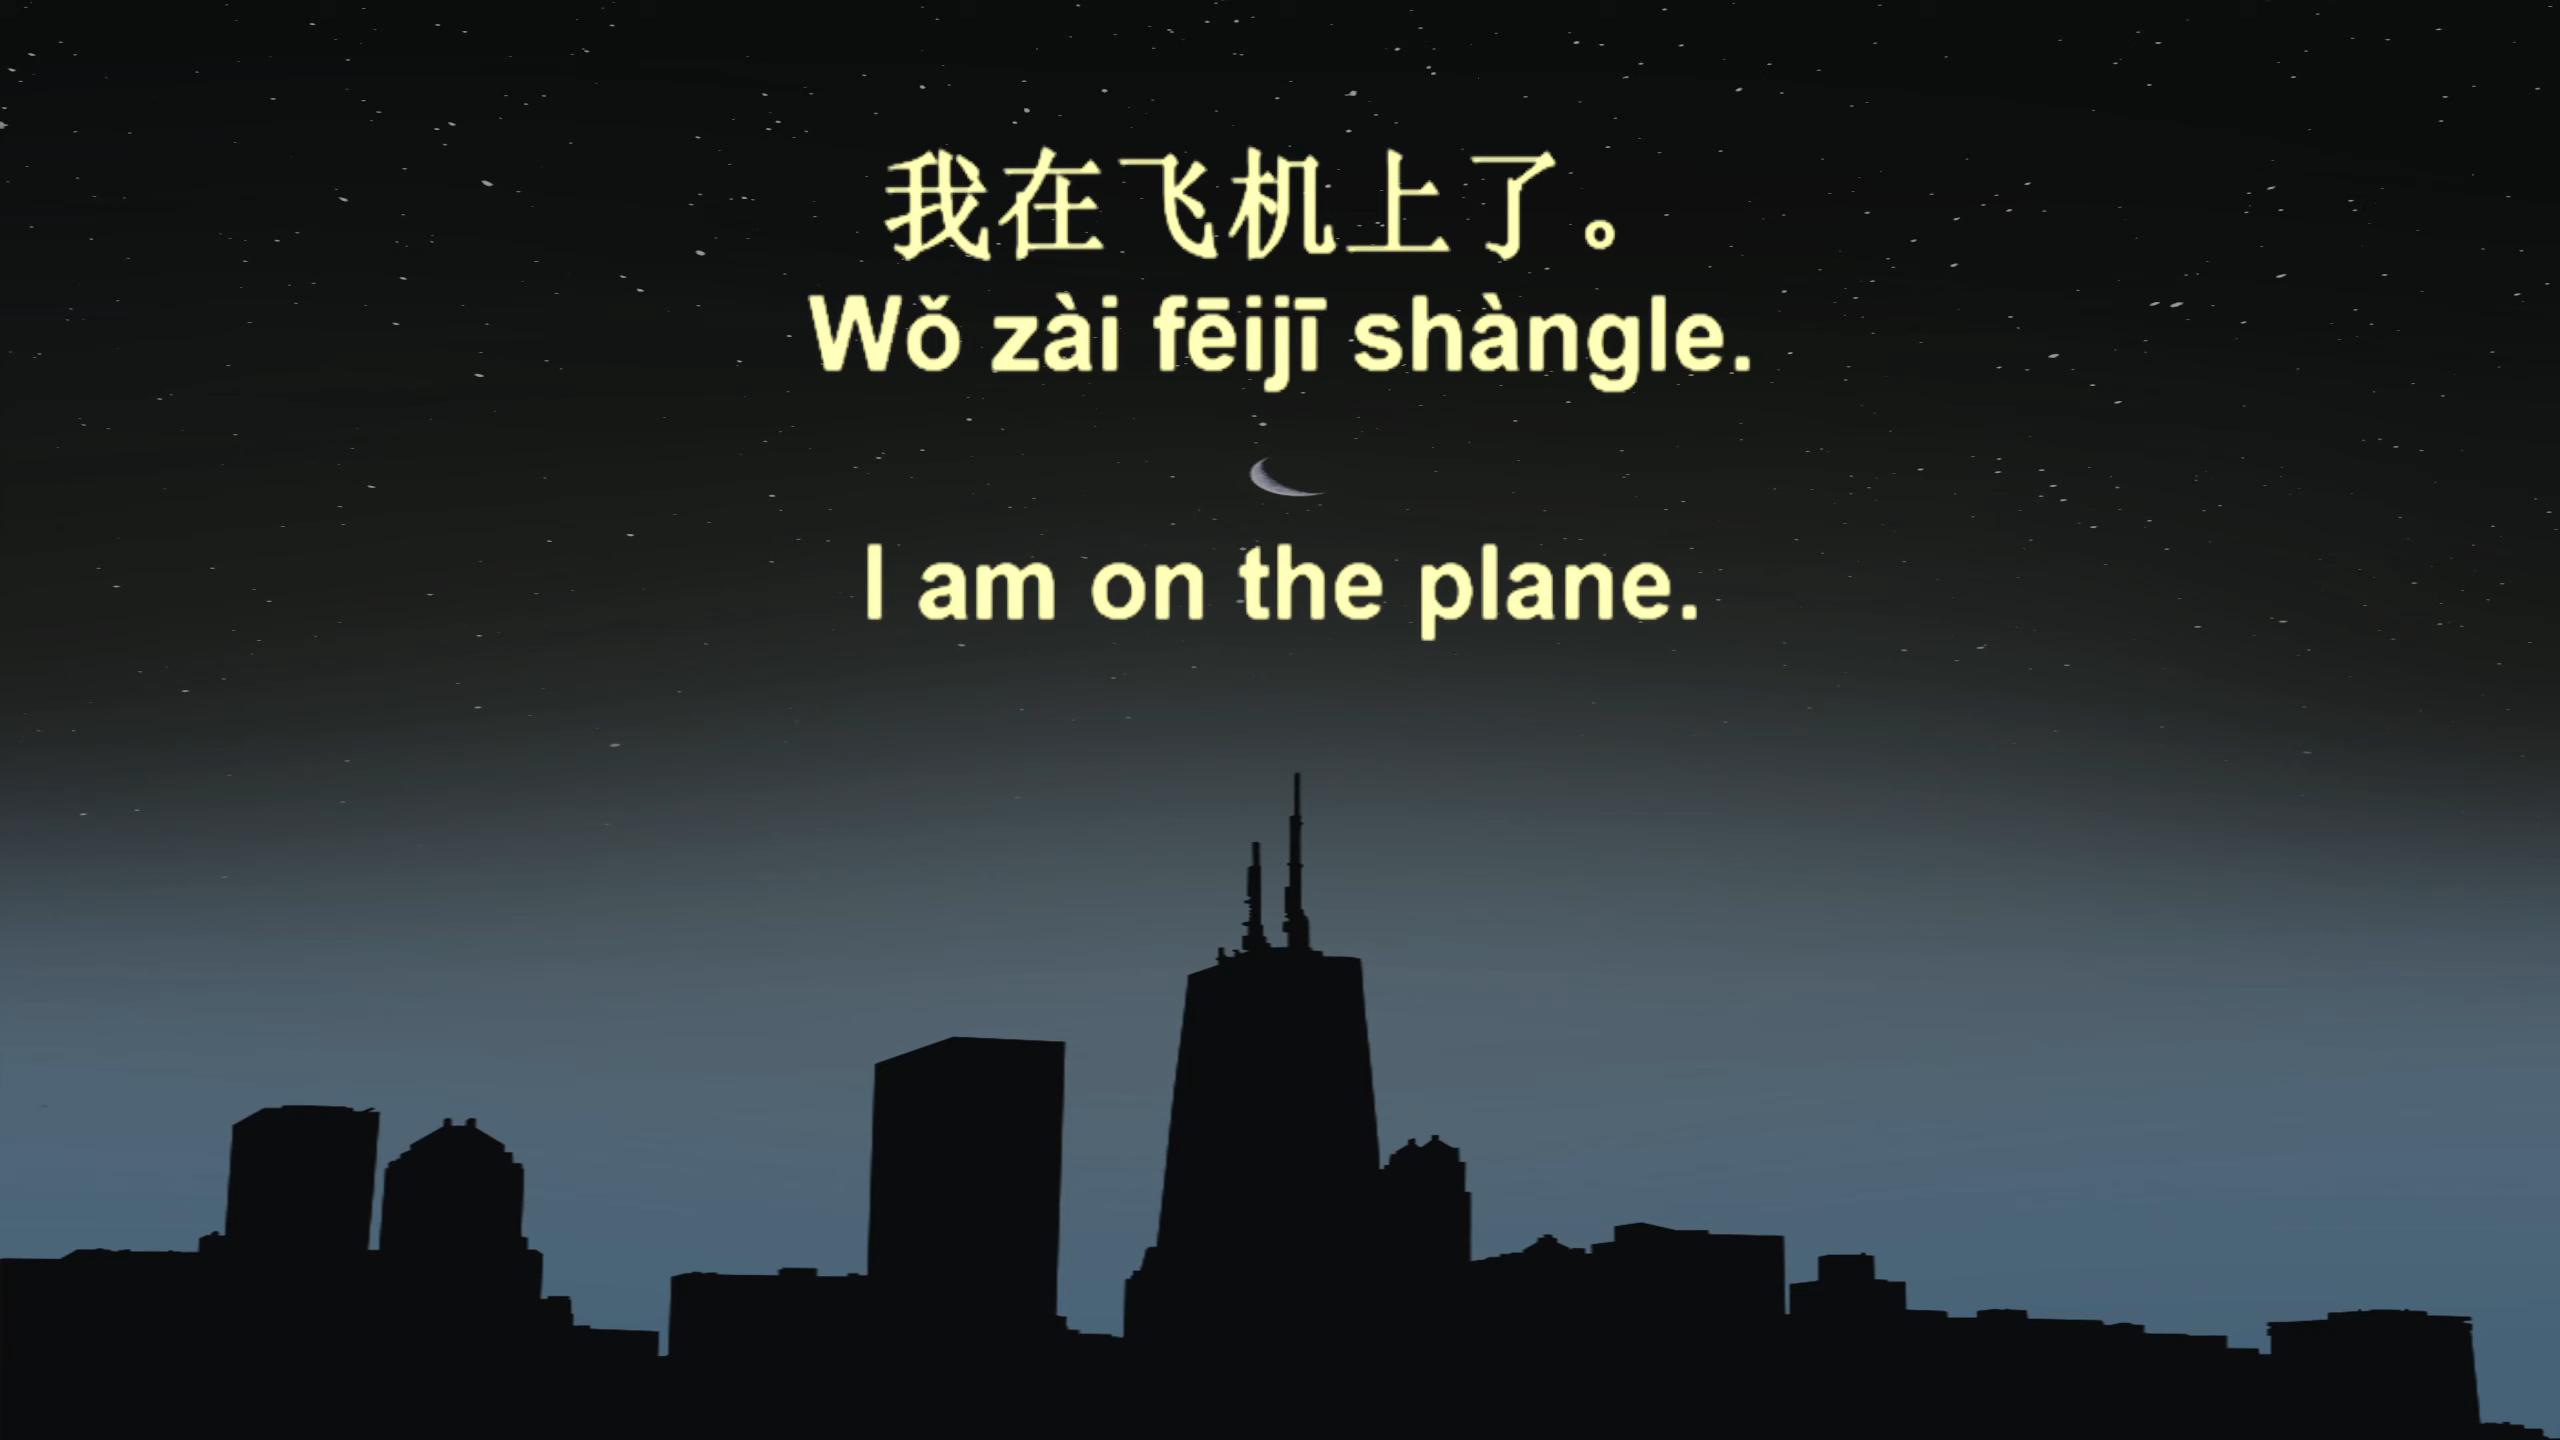 我在飞机上了。
Wǒ zài fēijī shàngle.
I am on the plane.